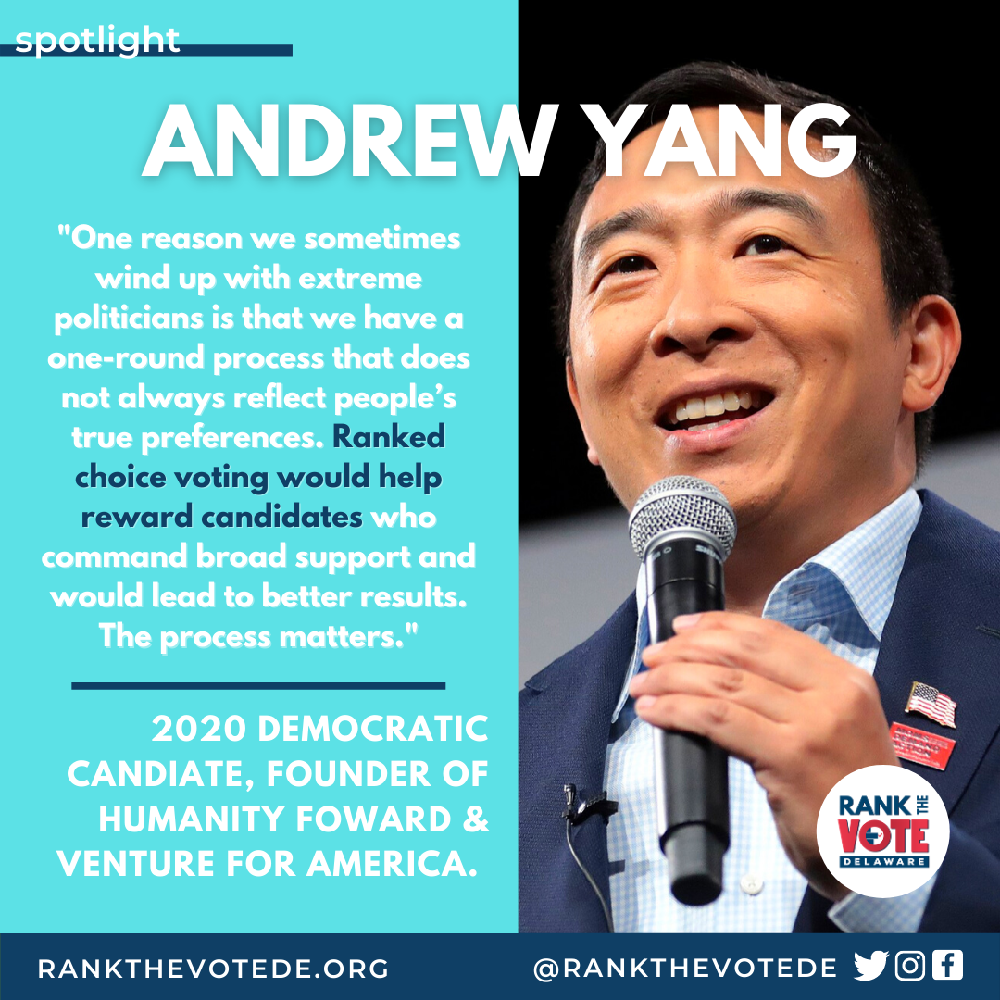 spotlight
ANDREW YANG
"One reason we sometimes
wind up with extreme
politicians is that we have a
one-round process that does
not always reflect people’s
true preferences. Ranked
choice voting would help
reward candidates who
command broad support and
would lead to better results.
The process matters."
2020 DEMOCRATIC
CANDIATE, FOUNDER OF
HUMANITY FOWARD &
VENTURE FOR AMERICA.
RANK THE
VOTE
DELAWARE
RANKTHEVOTEDE.ORG
@RANKTHEVOTEDE